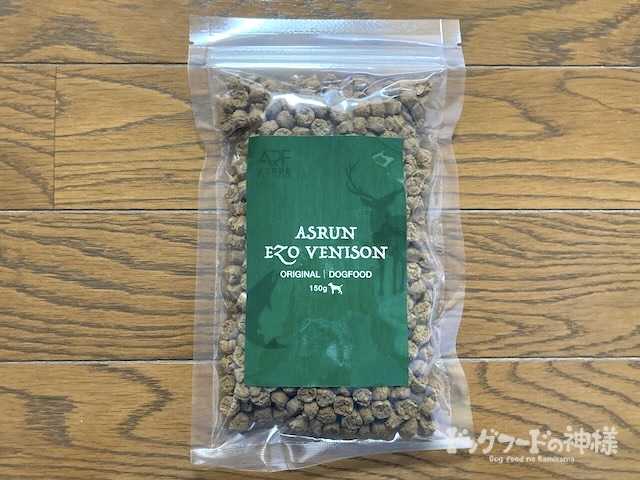 ASRUN
EZO VENISON
ORIGINAL | DOGFOOD
150g
ドッグフードの神様
Dog food no Kamisama